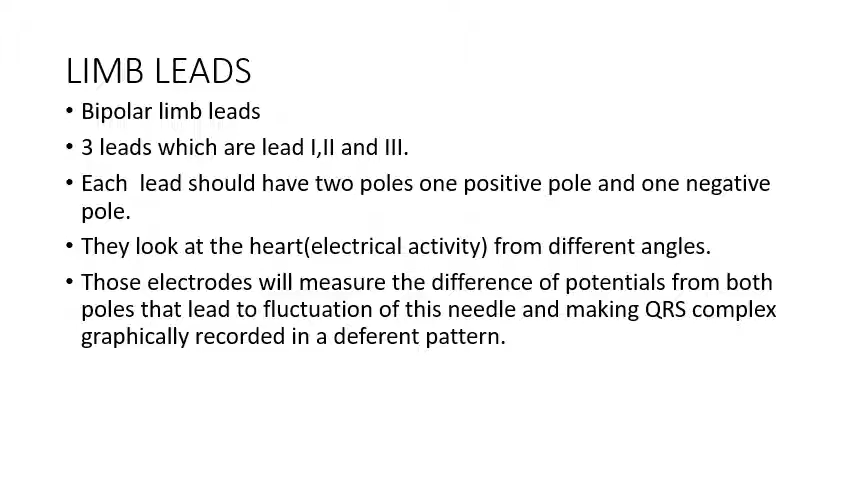 LIMB LEADS
• Bipolar limb leads
• 3 leads which are lead I,II and III.
• Each  lead should have two poles one positive pole and one negative
pole.
• They look at the heart(electrical activity) from different angles.
• Those electrodes will measure the difference of potentials from both
poles that lead to fluctuation of this needle and making QRS complex
graphically recorded in a deferent pattern.